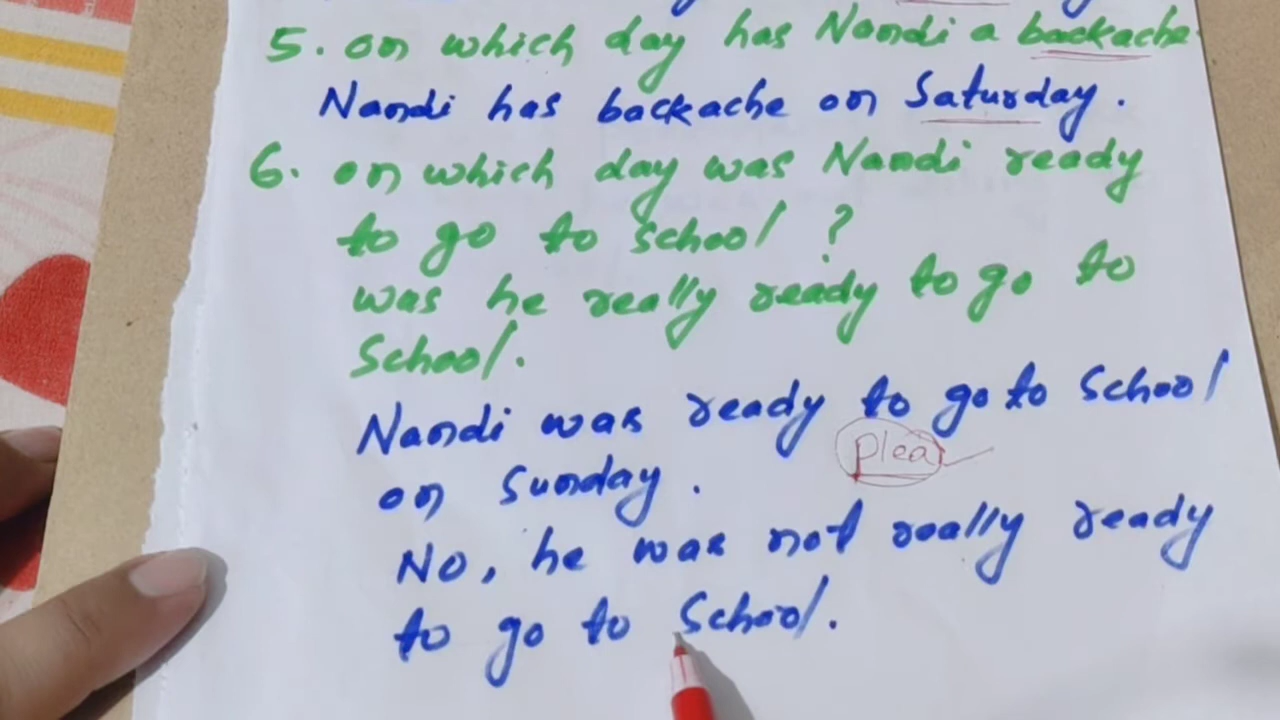 5. on which day has Nandi a backache.
Nandi has backache on Saturday.
6. on which day was Nandi ready
to go to school ?
was he really ready to go to
School.
Nandi was ready to go to School
plea
on Sunday.
No, he was not really ready
to go to School.